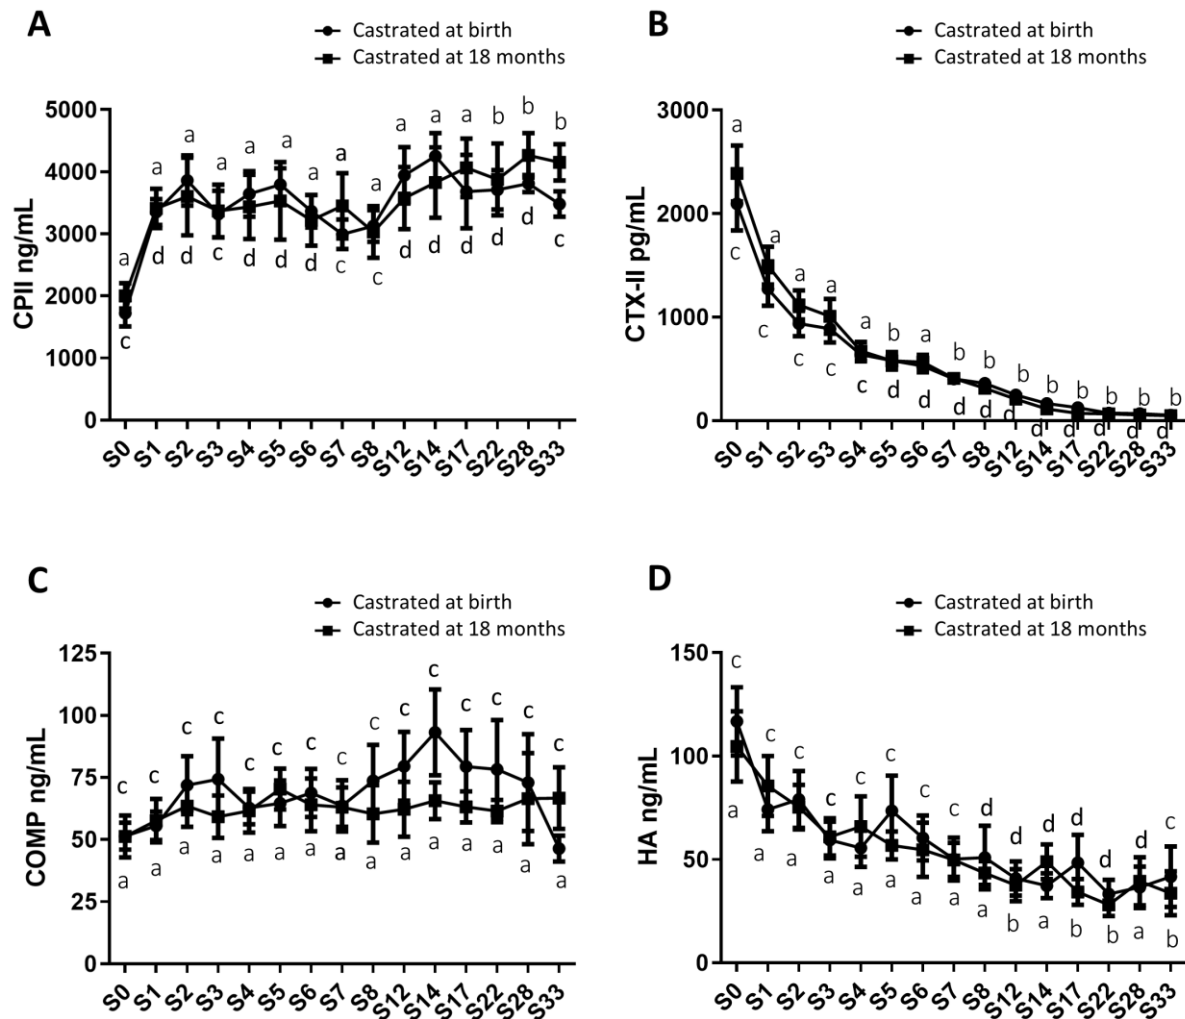 A
Castrated at birth
Castrated at 18 months
CPII ng/mL
5000
4000
3000
2000
1000
0
a a a a a a a a a a a a b b b
c d d c d d d c c d d d d d c
S0 S1 S2 S3 S4 S5 S6 S7 S8 S12 S14 S17 S22 S28 S33
B
Castrated at birth
Castrated at 18 months
CTX-II pg/mL
3000
2000
1000
0
a a a a a b a b b b b b b b b
c c c c c d d d d d d d d d d
S0 S1 S2 S3 S4 S5 S6 S7 S8 S12 S14 S17 S22 S28 S33
C
Castrated at birth
Castrated at 18 months
COMP ng/mL
125
100
75
50
25
0
c c c c c c c c c c c c c c c
a a a a a a a a a a a a a a a
S0 S1 S2 S3 S4 S5 S6 S7 S8 S12 S14 S17 S22 S28 S33
D
Castrated at birth
Castrated at 18 months
HA ng/mL
150
100
50
0
c c c c c c c c d d d d d d c
a a a a a a a a a b a b b a b
S0 S1 S2 S3 S4 S5 S6 S7 S8 S12 S14 S17 S22 S28 S33